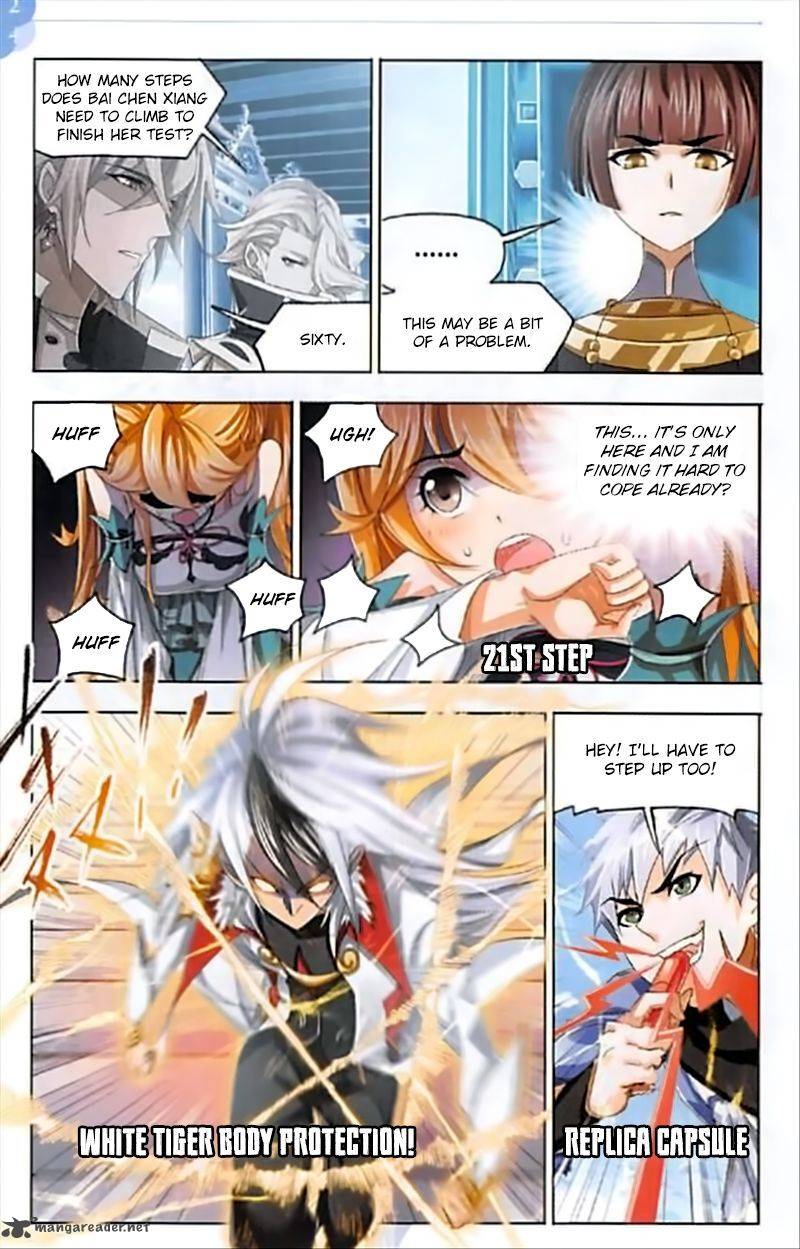 HOW MANY STEPS
DOES BAI CHEN XIANG
NEED TO CLIMB TO
FINISH HER TEST?
SIXTY.
......
THIS MAY BE A BIT
OF A PROBLEM.
HUFF
HUFF
HUFF
UGH!
THIS... IT'S ONLY
HERE AND I AM
FINDING IT HARD TO
COPE ALREADY?
21ST STEP
WHITE TIGER BODY PROTECTION!
HEY! I'LL HAVE TO
STEP UP TOO!
REPLICA CAPSULE
mangareader.net